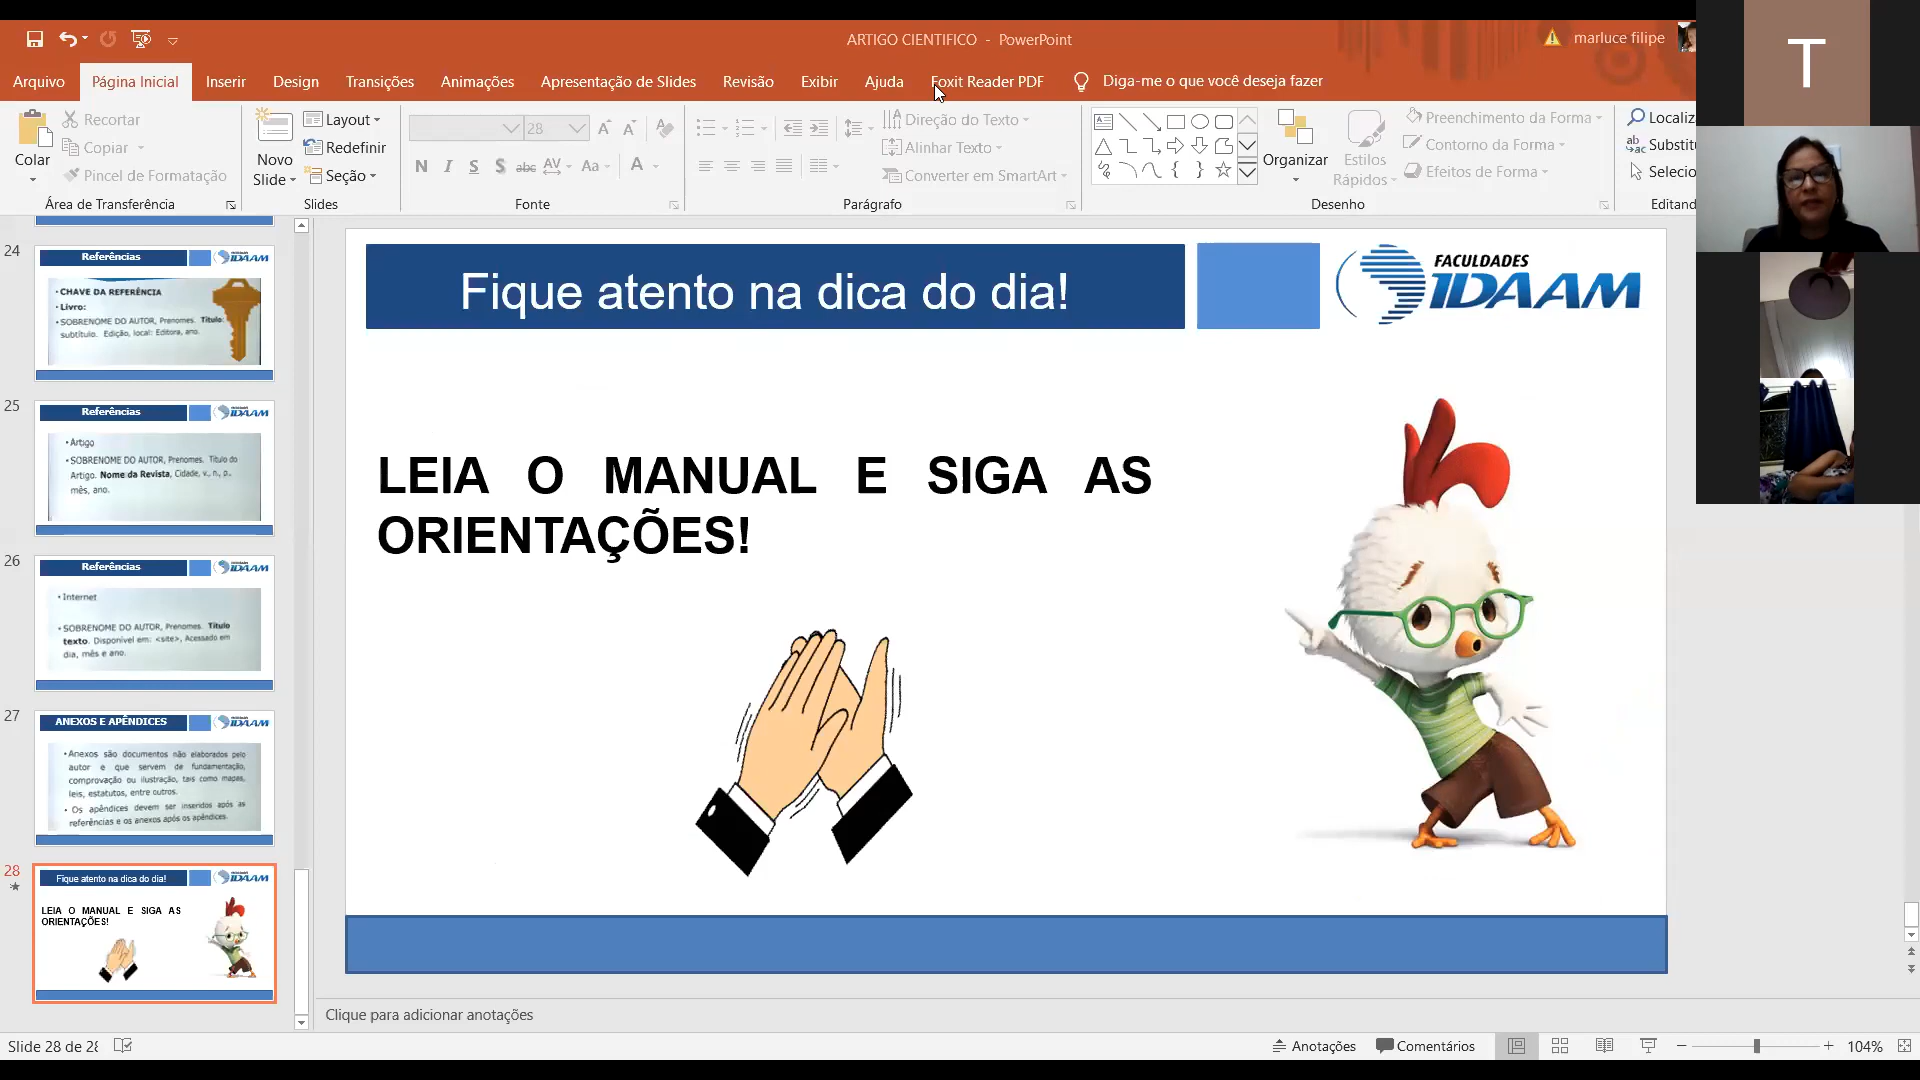 ARTIGO CIENTIFICO - PowerPoint
marluce filipe
T
Arquivo Página Inicial Inserir Design Transições Animações Apresentação de Slides Revisão Exibir Ajuda Foxit Reader PDF Diga-me o que você deseja fazer
Colar
Recortar
Copiar
Pincel de Formatação
Área de Transferência
Novo
Slide
Layout
Redefinir
Seção
Slides
28
N I S S abc AV Aa A
Fonte
Direção do Texto
Alinhar Texto
Converter em SmartArt
Parágrafo
Organizar
Estilos
Rápidos
Preenchimento da Forma
Contorno da Forma
Efeitos de Forma
Desenho
Localiz
Substitu
Selecio
Editand
24
Referências
IDAAM
• CHAVE DA REFERÊNCIA
• Livro:
• SOBRENOME DO AUTOR, Prenomes. Título:
subtítulo. Edição, local: Editora, ano.
25
Referências
IDAAM
• Artigo
• SOBRENOME DO AUTOR, Prenomes. Título do
Artigo. Nome da Revista, Cidade, v., n., p.,
mês, ano.
26
Referências
IDAAM
• Internet
• SOBRENOME DO AUTOR, Prenomes. Título
texto. Disponível em: <site>, Acessado em
dia, mês e ano.
27
ANEXOS E APÊNDICES
IDAAM
• Anexos são documentos não elaborados pelo
autor e que servem de fundamentação,
comprovação ou ilustração, tais como mapas,
leis, estatutos, entre outros.
• Os apêndices devem ser inseridos após as
referências e os anexos após os apêndices.
28
Fique atento na dica do dia!
IDAAM
LEIA O MANUAL E SIGA AS
ORIENTAÇÕES!
Fique atento na dica do dia!
FACULDADES
IDAAM
LEIA O MANUAL E SIGA AS
ORIENTAÇÕES!
Clique para adicionar anotações
Slide 28 de 28
Anotações
Comentários
104%